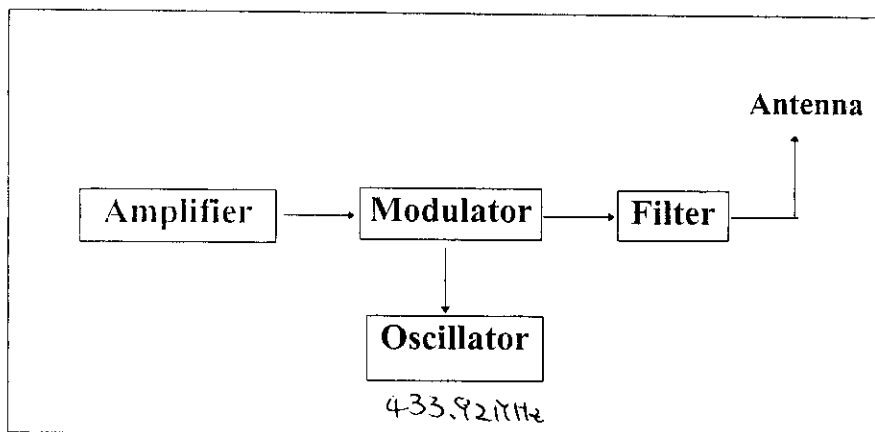 Antenna
Amplifier
Modulator
Filter
Oscillator
433.92MHz